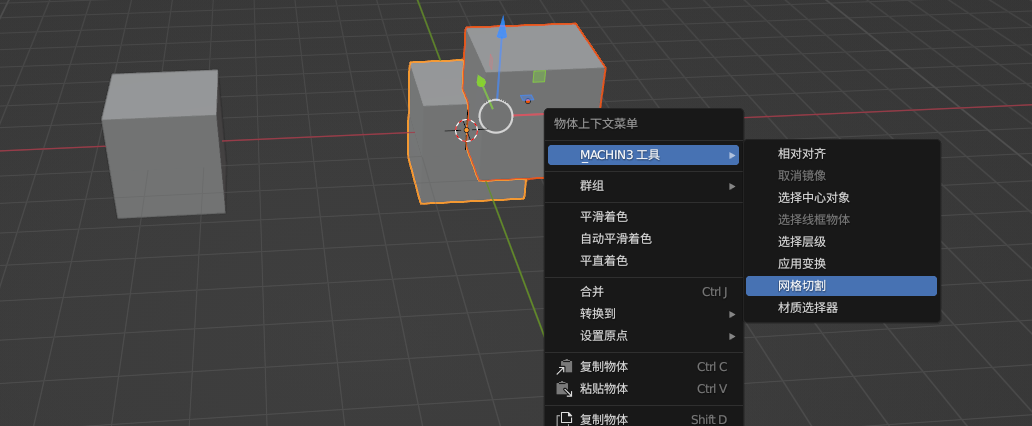 物体上下文菜单
MACHIN3 工具
群组
平滑着色
自动平滑着色
平直着色
合并 Ctrl J
转换到
设置原点
复制物体 Ctrl C
粘贴物体 Ctrl V
复制物体 Shift D
相对对齐
取消镜像
选择中心对象
选择线框物体
选择层级
应用变换
网格切割
材质选择器